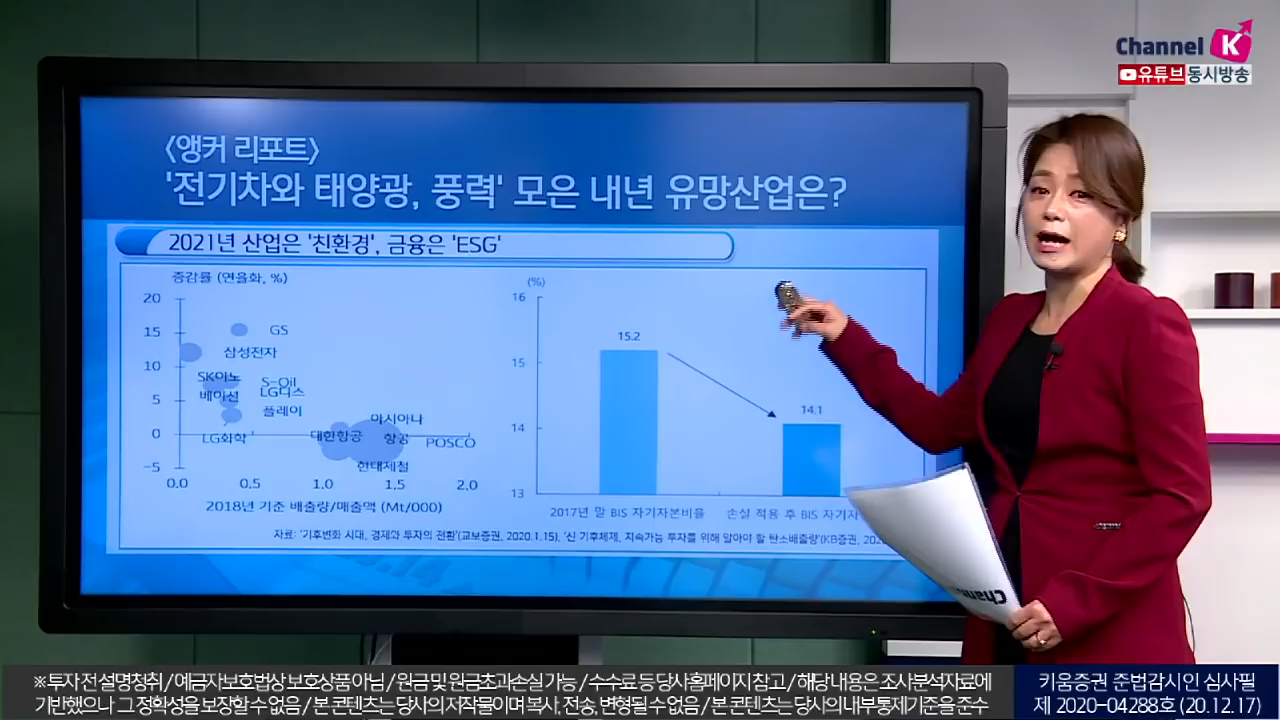 Channel K
유튜브 동시방송
<앵커 리포트>
'전기차와 태양광, 풍력' 모은 내년 유망산업은?
2021년 산업은 '친환경', 금융은 'ESG'
증감률 (연율화, %)
20
15
10
5
0
-5
GS
삼성전자
SK이노
베이션
S-Oil
LG디스
플레이
LG화학
대한항공
아시아나
항공
POSCO
현대제철
0.0 0.5 1.0 1.5 2.0
2018년 기준 배출량/매출액 (Mt/000)
(%)
16
15
14
13
15.2
14.1
2017년 말 BIS 자기자본비율
손실 적용 후 BIS 자기자
자료: '기후변화 시대, 경제와 투자의 전환'(교보증권, 2020.1.15), '신 기후체제, 지속가능 투자를 위해 알아야 할 탄소배출량'(KB증권, 202
Chann
※ 투자 전 설명청취 / 예금자보호법상 보호상품 아님 / 원금 및 원금초과손실 가능 / 수수료 등 당사홈페이지 참고 / 해당 내용은 조사분석자료에
기반했으나 그 정확성을 보장할 수 없음 / 본 콘텐츠는 당사의 저작물이며 복사, 전송, 변형될 수 없음 / 본 콘텐츠는 당사의 내부통제기준을 준수
키움증권 준법감시인 심사필
제 2020-04288호 (20.12.17)